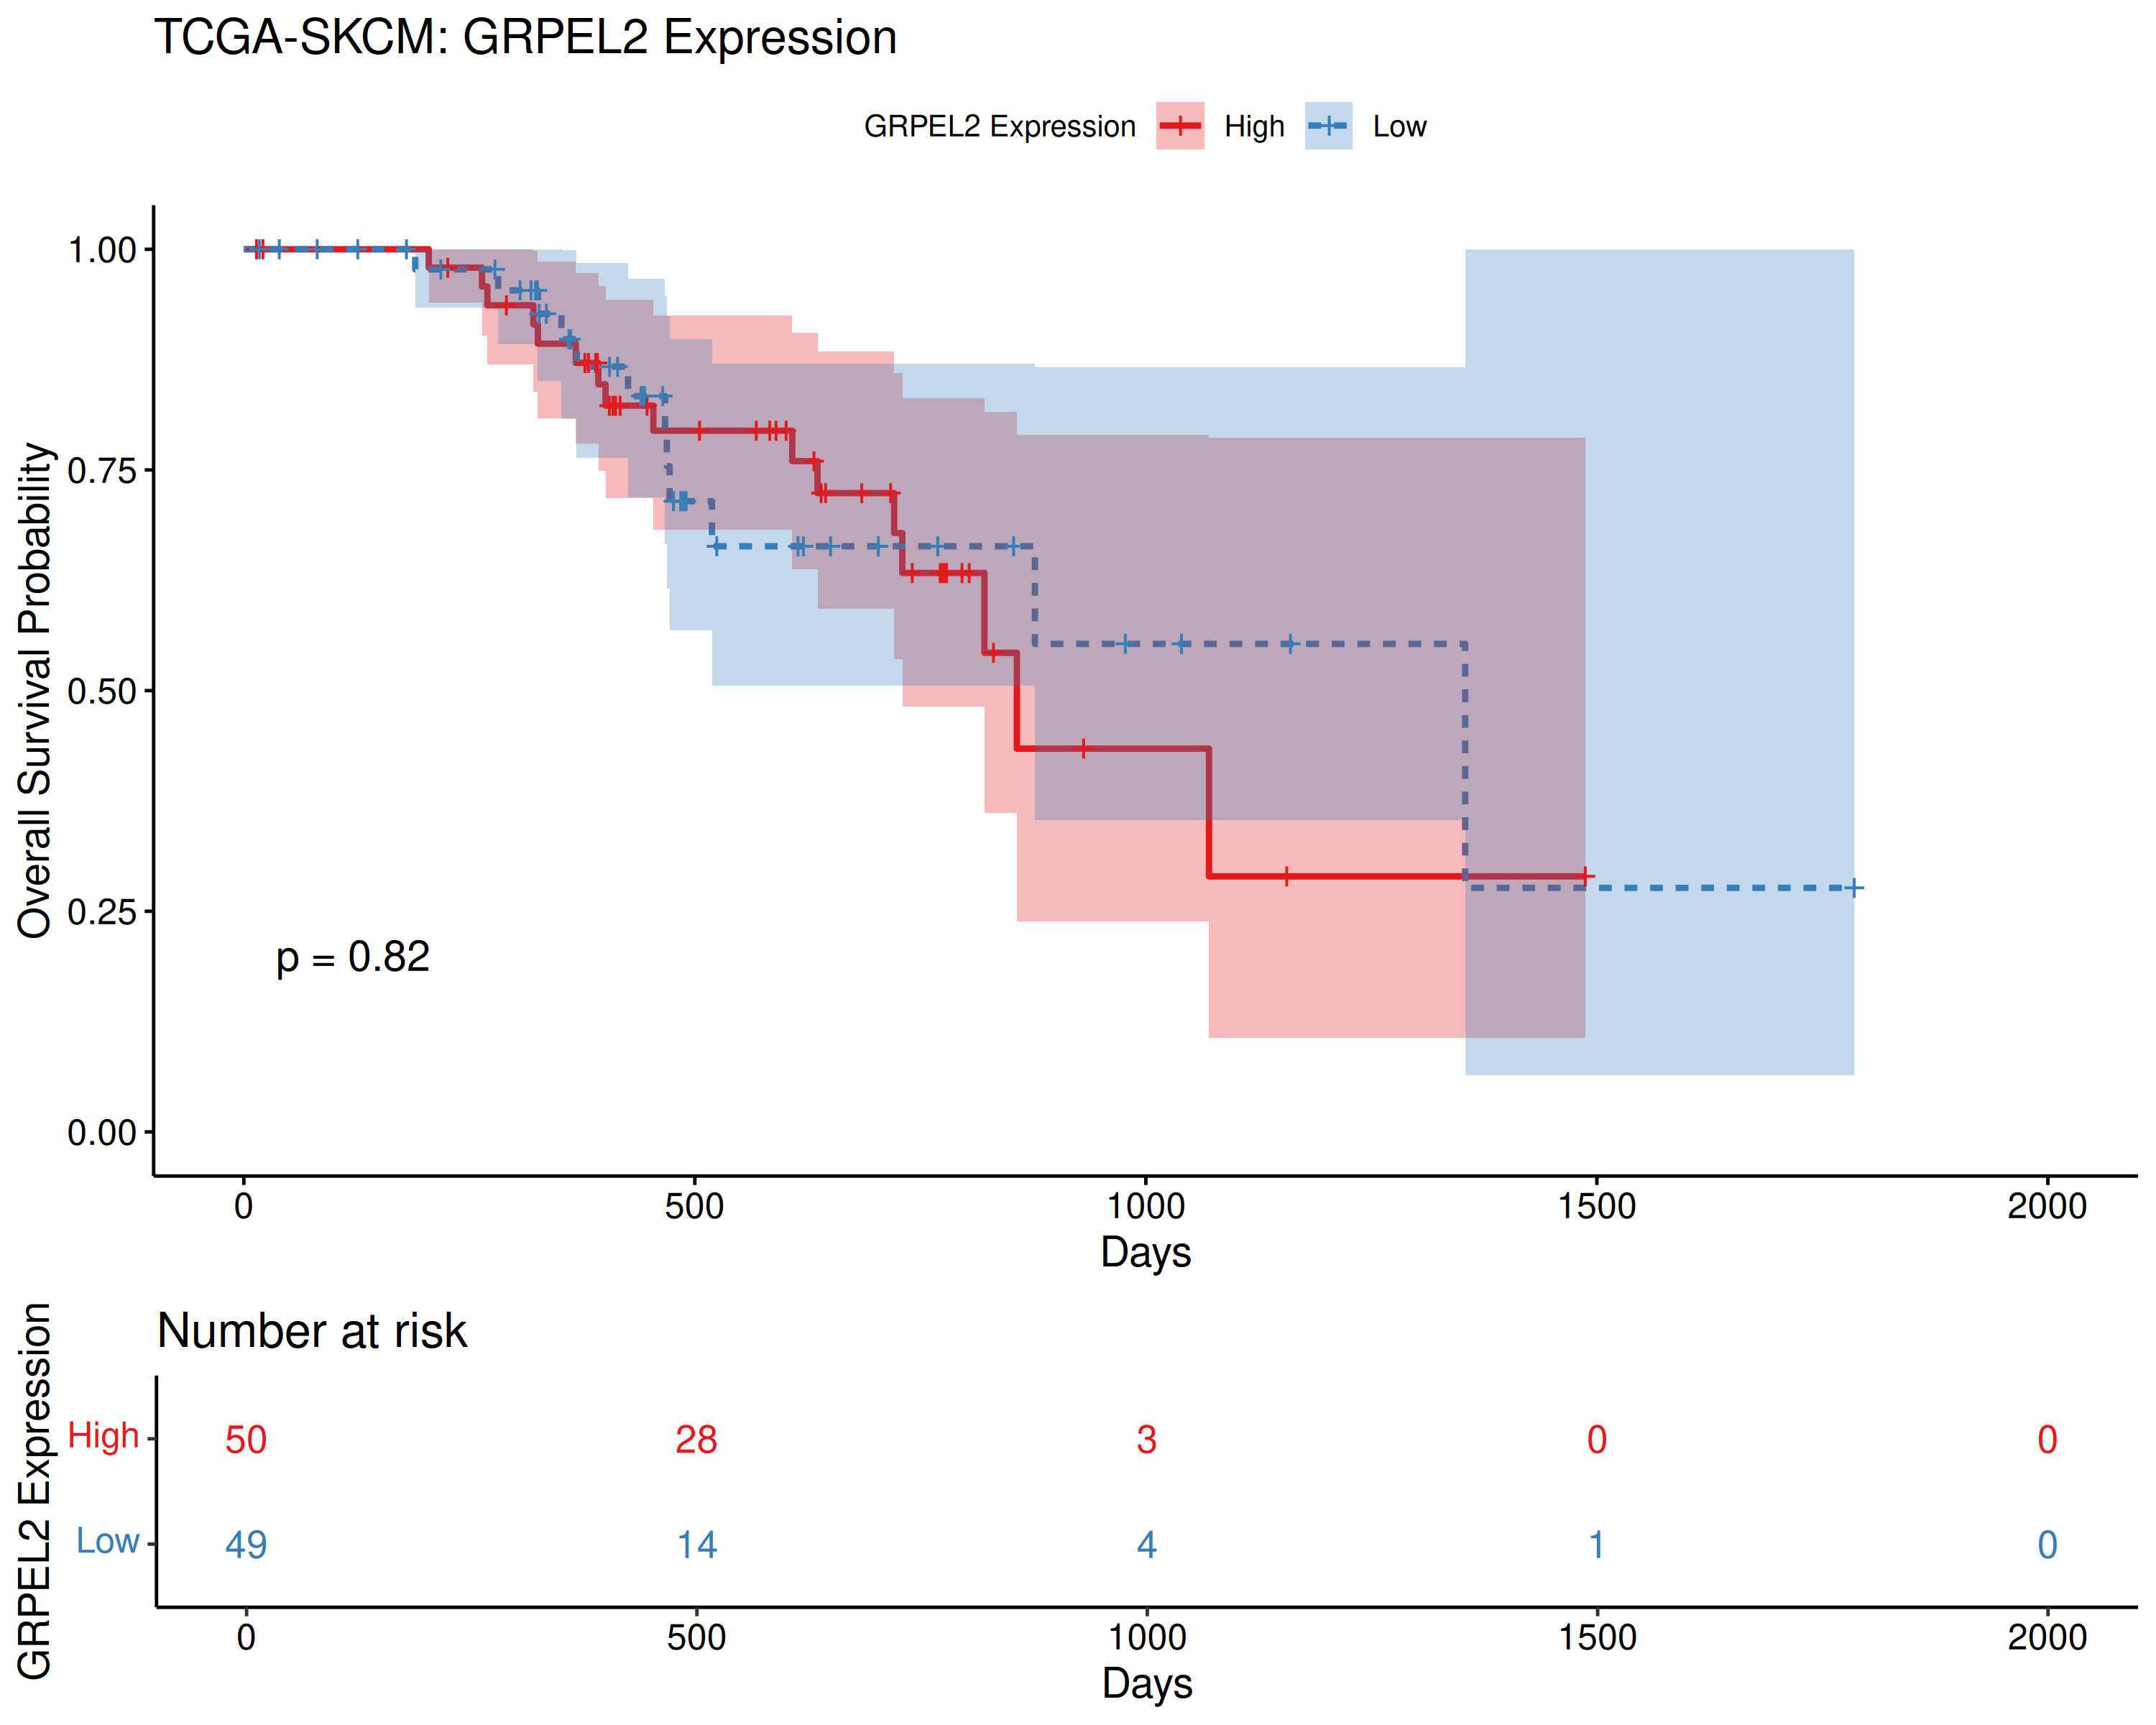 TCGA-SKCM: GRPEL2 Expression
GRPEL2 Expression High Low
Overall Survival Probability
1.00
0.75
0.50
0.25
0.00
p = 0.82
0 500 1000 1500 2000
Days
Number at risk
GRPEL2 Expression
High 50 28 3 0 0
Low 49 14 4 1 0
0 500 1000 1500 2000
Days